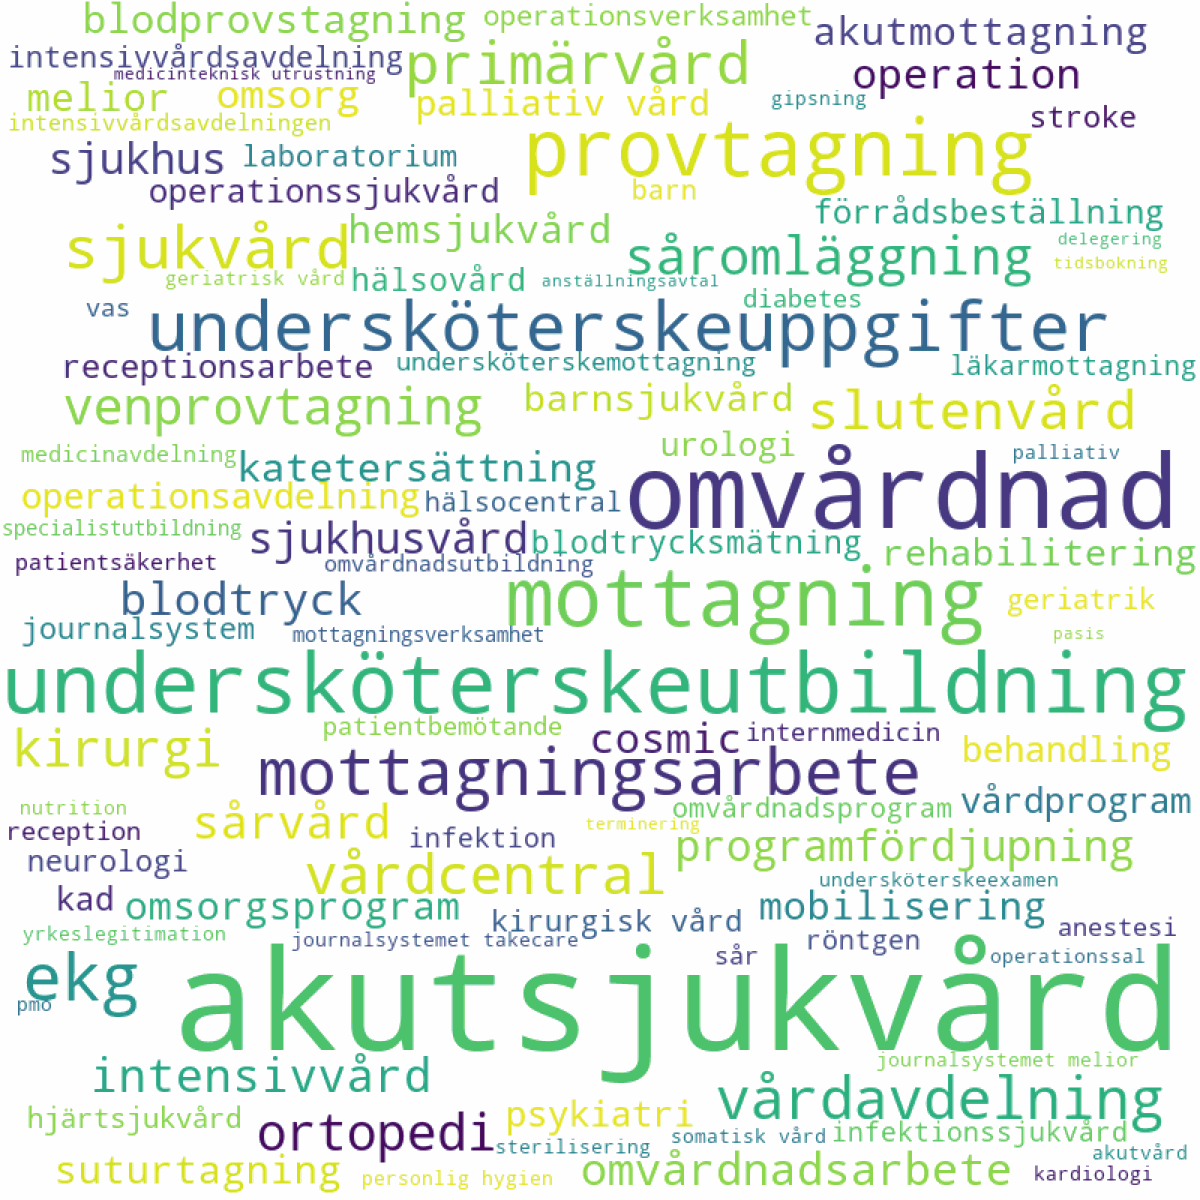 blodprovstagning
operationsverksamhet
akutmottagning
intensivvårdsavdelning
primärvård
operation
medicinteknisk utrustning
melior
omsorg
palliativ vård
gipsning
stroke
intensivvårdsavdelningen
provtagning
sjukhus
laboratorium
operationssjukvård
barn
förrådsbeställning
sjukvård
hemsjukvård
såromläggning
delegering
tidsbokning
geriatrisk vård
hälsovård
anställningsavtal
diabetes
vas
undersköterskeuppgifter
receptionsarbete
undersköterskemottagning
läkarmottagning
venprovtagning
barnsjukvård
slutenvård
urologi
medicinavdelning
katetersättning
omvårdnad
palliativ
operationsavdelning
hälsocentral
specialistutbildning
sjukhusvård
blodtrycksmätning
rehabilitering
patientsäkerhet
omvårdnadsutbildning
blodtryck
mottagning
geriatrik
journalsystem
mottagningsverksamhet
pasis
undersköterskeutbildning
patientbemötande
kirurgi
cosmic
internmedicin
behandling
mottagningsarbete
nutrition
sårvård
omvårdnadsprogram
vårdprogram
reception
infektion
terminering
programfördjupning
neurologi
vårdcentral
undersköterskeexamen
kad
omsorgsprogram
kirurgisk vård
mobilisering
anestesi
yrkeslegitimation
journalsystemet takecare
röntgen
sår
operationssal
ekg
akutsjukvård
pmo
journalsystemet melior
intensivvård
vårdavdelning
hjärtsjukvård
ortopedi
psykiatri
sterilisering
somatisk vård
infektionssjukvård
akutvård
suturtagning
personlig hygien
omvårdnadsarbete
kardiologi